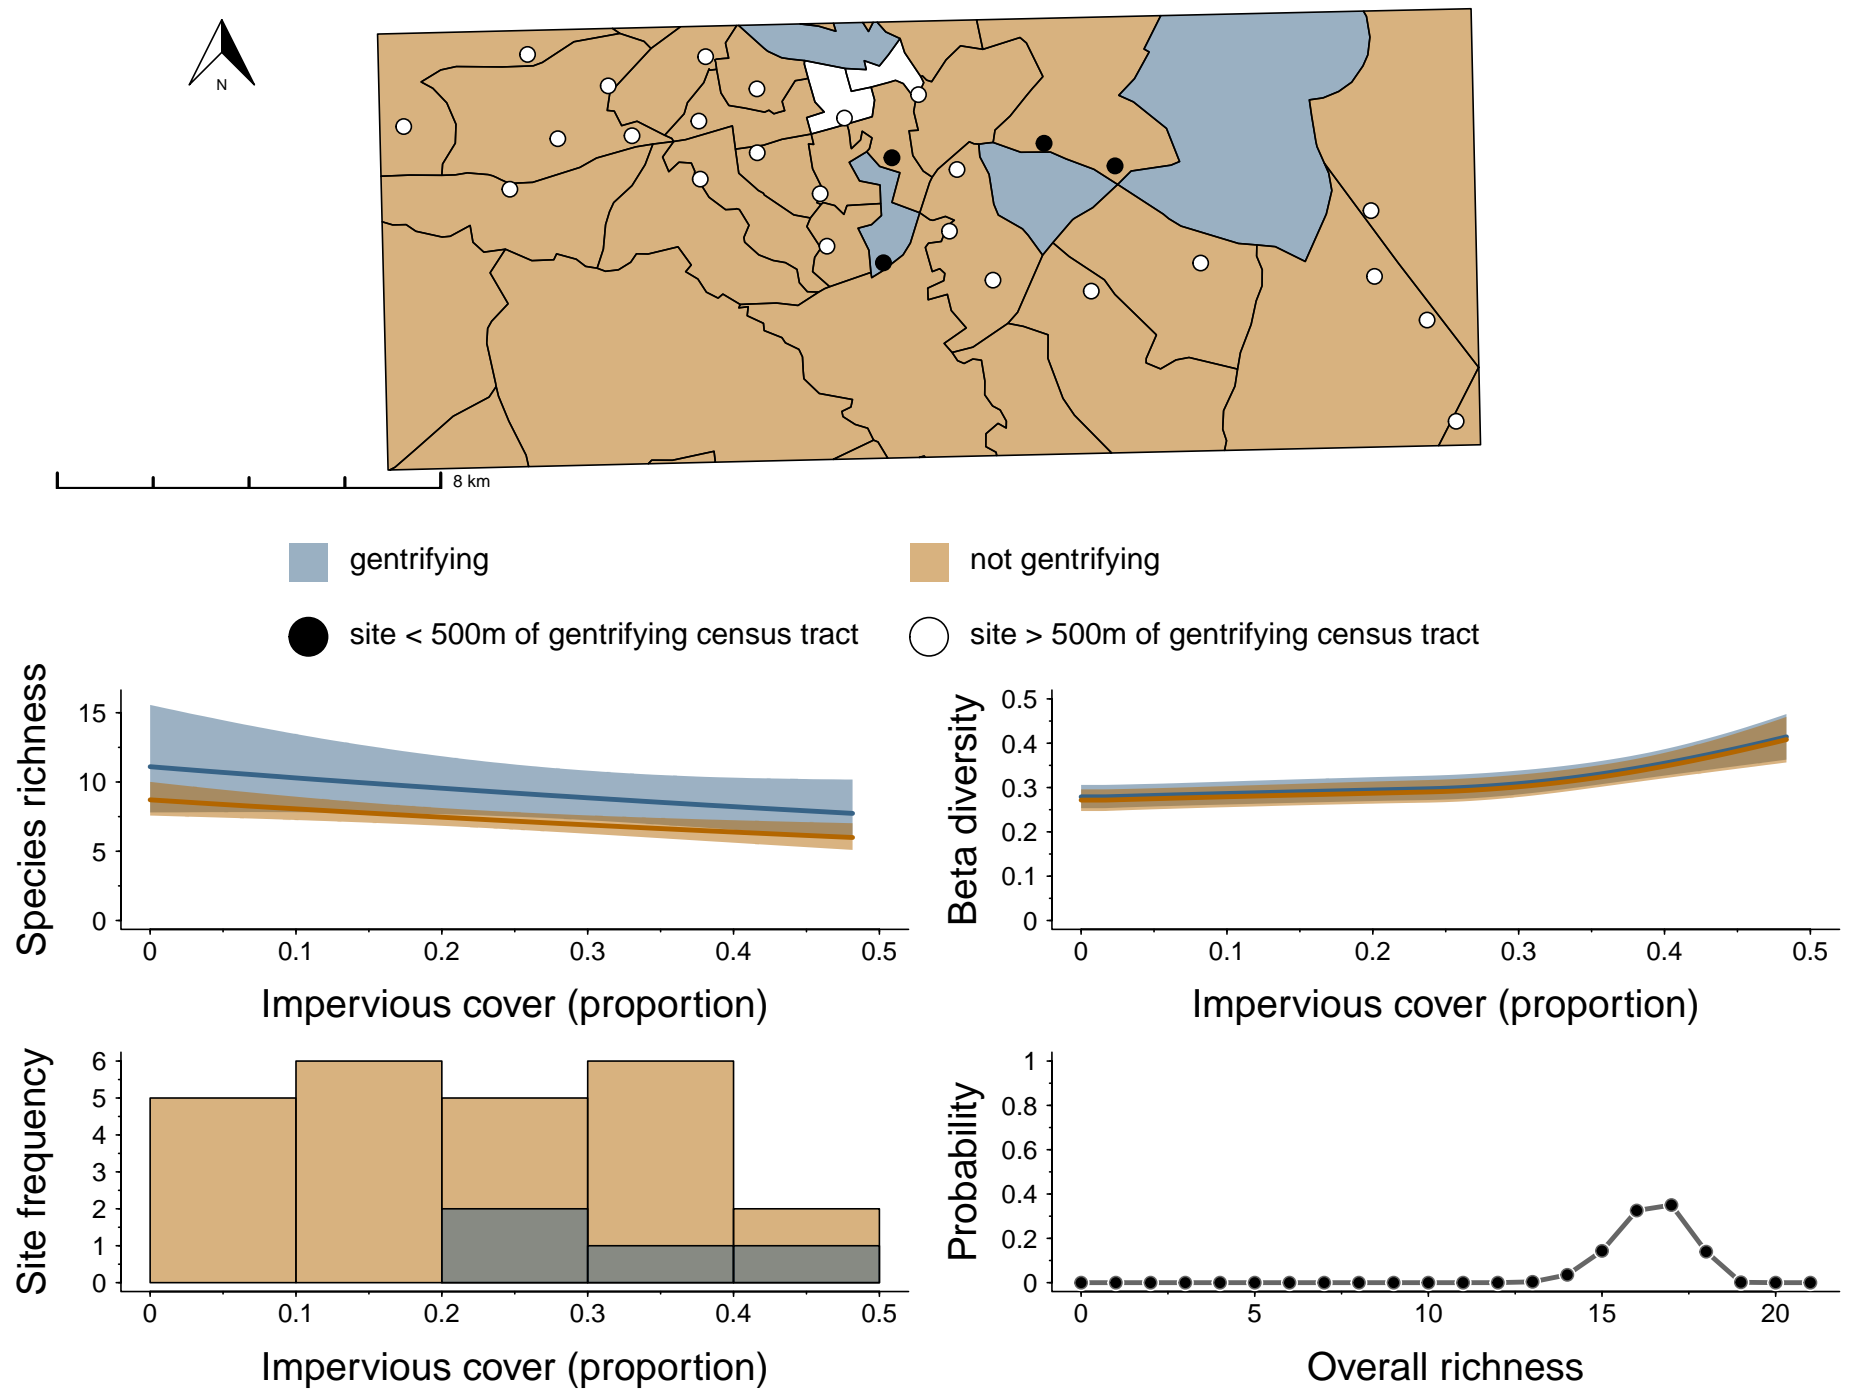 N
8 km
gentrifying
not gentrifying
site < 500m of gentrifying census tract
site > 500m of gentrifying census tract
Species richness
15
10
5
0
0 0.1 0.2 0.3 0.4 0.5
Impervious cover (proportion)
Beta diversity
0.5
0.4
0.3
0.2
0.1
0
0 0.1 0.2 0.3 0.4 0.5
Impervious cover (proportion)
Site frequency
6
5
4
3
2
1
0
0 0.1 0.2 0.3 0.4 0.5
Impervious cover (proportion)
Probability
1
0.8
0.6
0.4
0.2
0
0 5 10 15 20
Overall richness